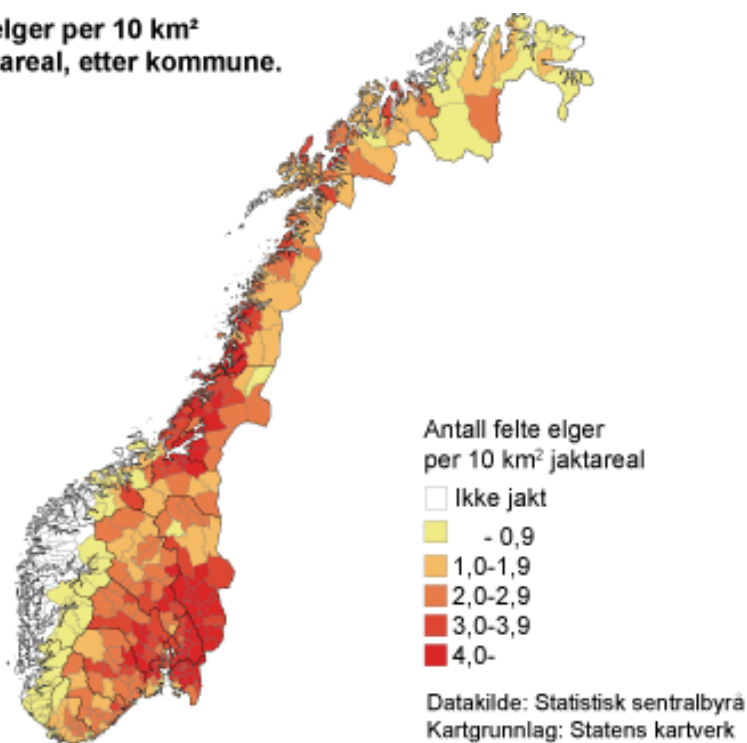 elger per 10 km²
areal, etter kommune.
Antall felte elger
per 10 km² jaktareal
Ikke jakt
- 0,9
1,0-1,9
2,0-2,9
3,0-3,9
4,0-
Datakilde: Statistisk sentralbyrå
Kartgrunnlag: Statens kartverk